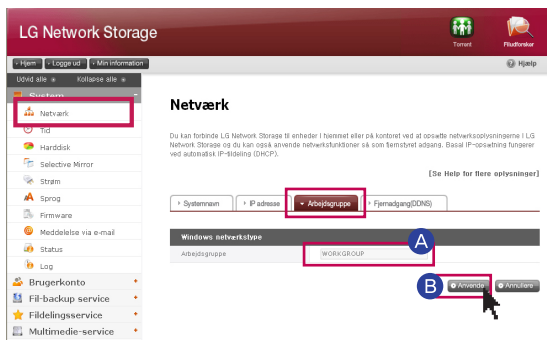 LG Network Storage
Torrent
Filudforsker
Hjem
Logge ud
Min information
Hjælp
Udvid alle
Kollapse alle
System
Netværk
Tid
Harddisk
Selective Mirror
Strøm
Sprog
Firmware
Meddelelse via e-mail
Status
Log
Brugerkonto
Fil-backup service
Fildelingsservice
Multimedie-service
Netværk
Du kan forbinde LG Network Storage til enheder i hjemmet eller på kontoret ved at opsætte netværksoplysningerne i LG
Network Storage og du kan også anvende netværksfunktioner så som fjernstyret adgang. Basal IP-opsætning fungerer
ved automatisk IP-tildeling (DHCP).
[Se Help for flere oplysninger]
Systemnavn
IP adresse
Arbejdsgruppe
Fjernadgang(DDNS)
Windows netværkstype
A
Arbejdsgruppe
WORKGROUP
B
Anvende
Annullere